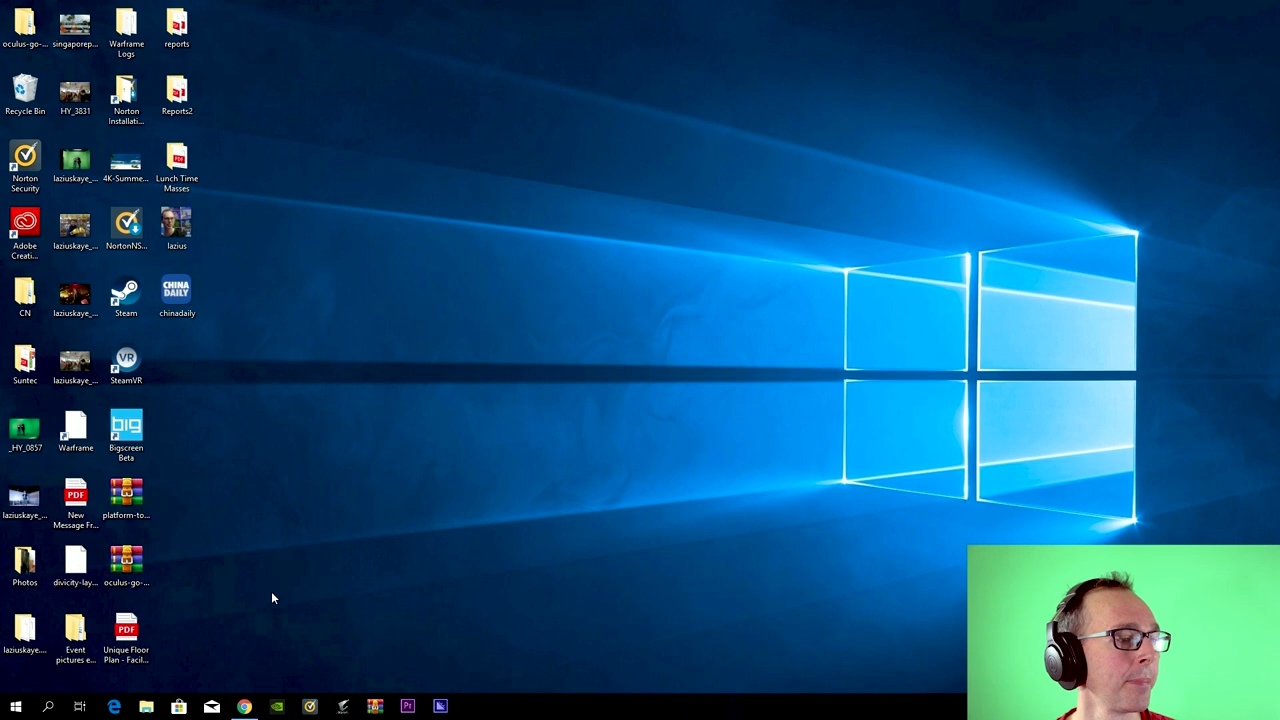 oculus-go-...
singaporep...
Warframe
Logs
reports
Recycle Bin
HY_3831
Norton
Installati...
Reports2
Norton
Security
laziuskaye_...
4K-Summe...
Lunch Time
Masses
Adobe
Creati...
laziuskaye_...
NortonNS...
lazius
CN
laziuskaye_...
Steam
CHINA
DAILY
chinadaily
Suntec
laziuskaye_...
VR
SteamVR
_HY_0857
Warframe
big
Bigscreen
Beta
laziuskaye_...
PDF
New
Message Fr...
platform-to...
Photos
divicity-lay...
oculus-go-...
laziuskaye....
Event
pictures e...
PDF
Unique Floor
Plan - Facil...
Pr